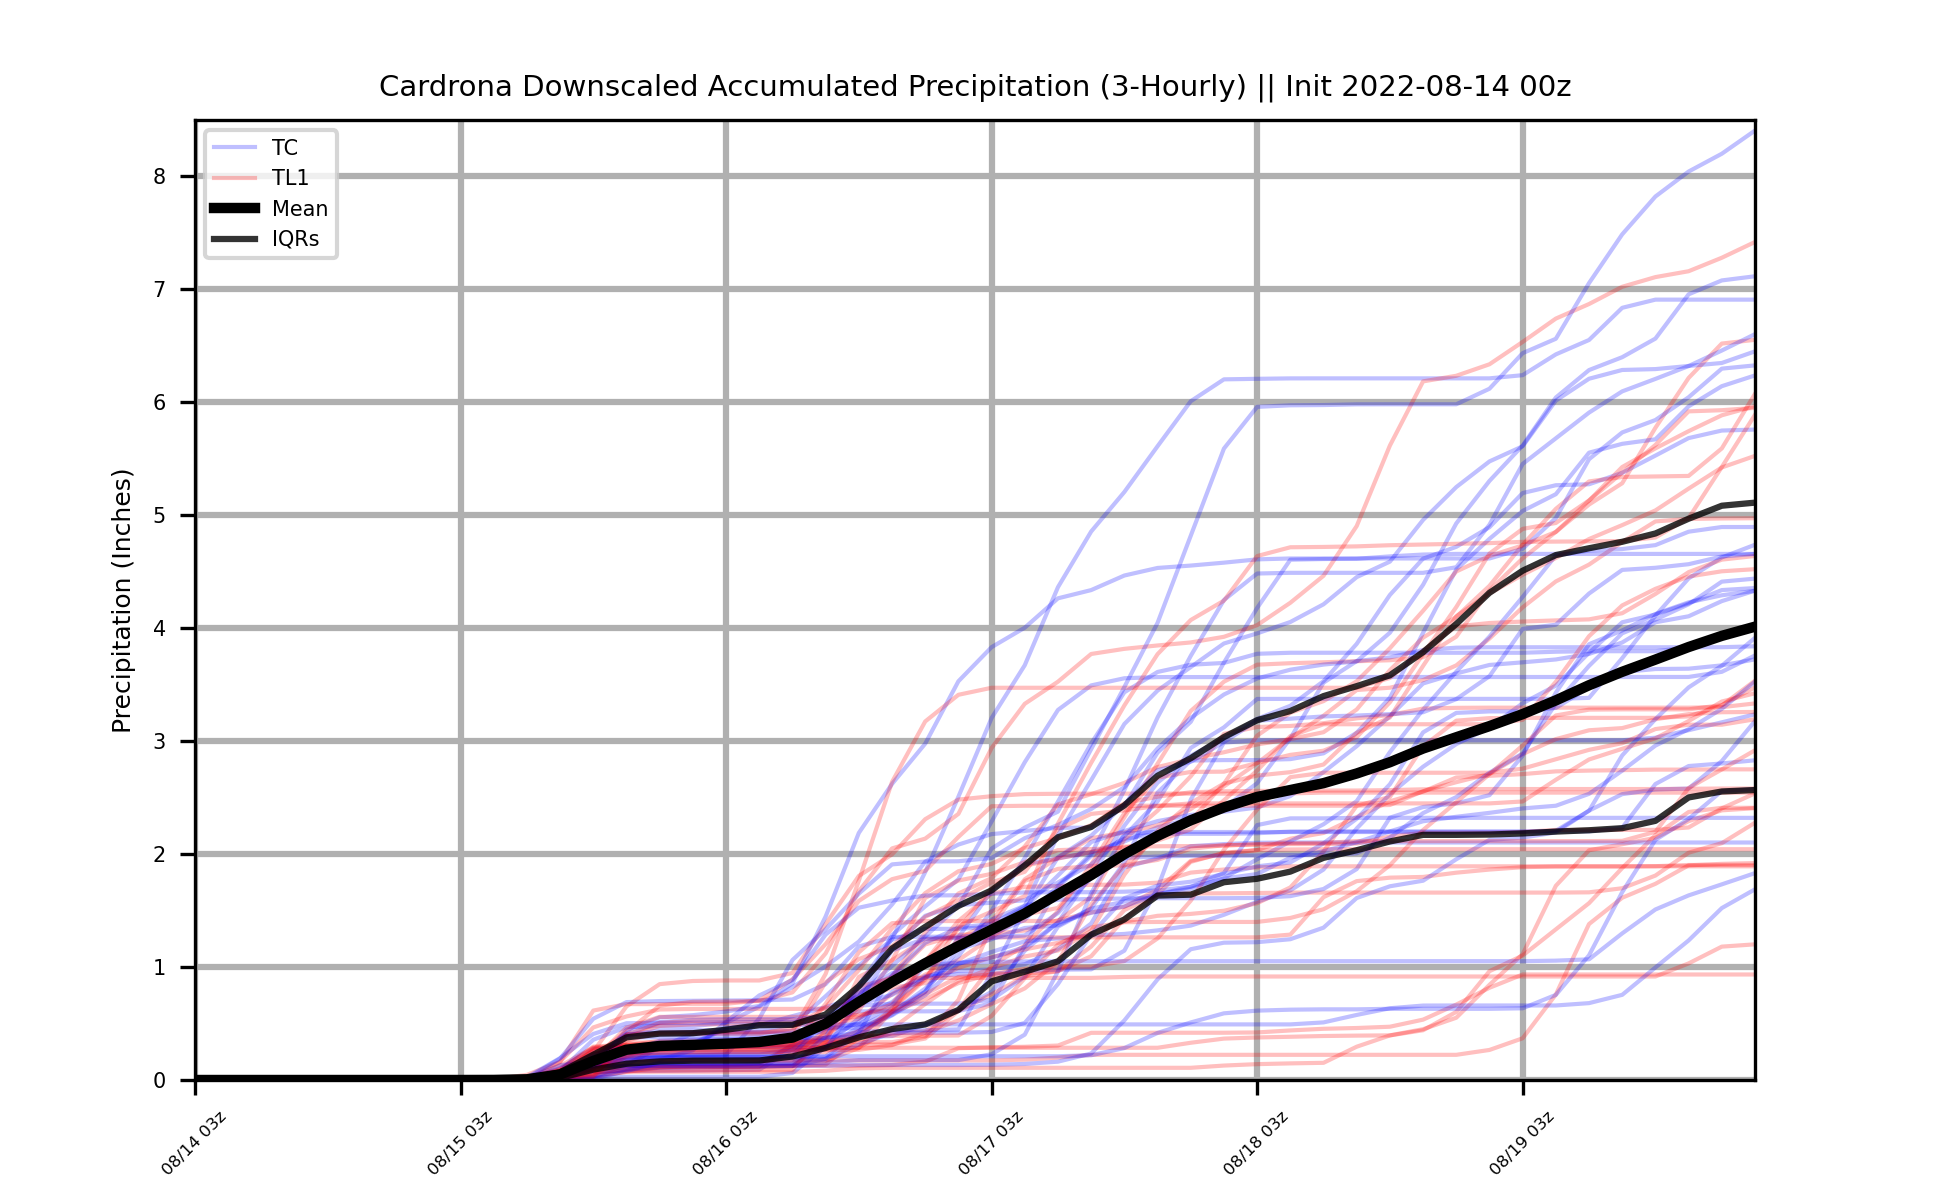 Cardrona Downscaled Accumulated Precipitation (3-Hourly) || Init 2022-08-14 00z
TC
TL1
Mean
IQRs
Precipitation (Inches)
8
7
6
5
4
3
2
1
0
08/14 03z
08/15 03z
08/16 03z
08/17 03z
08/18 03z
08/19 03z